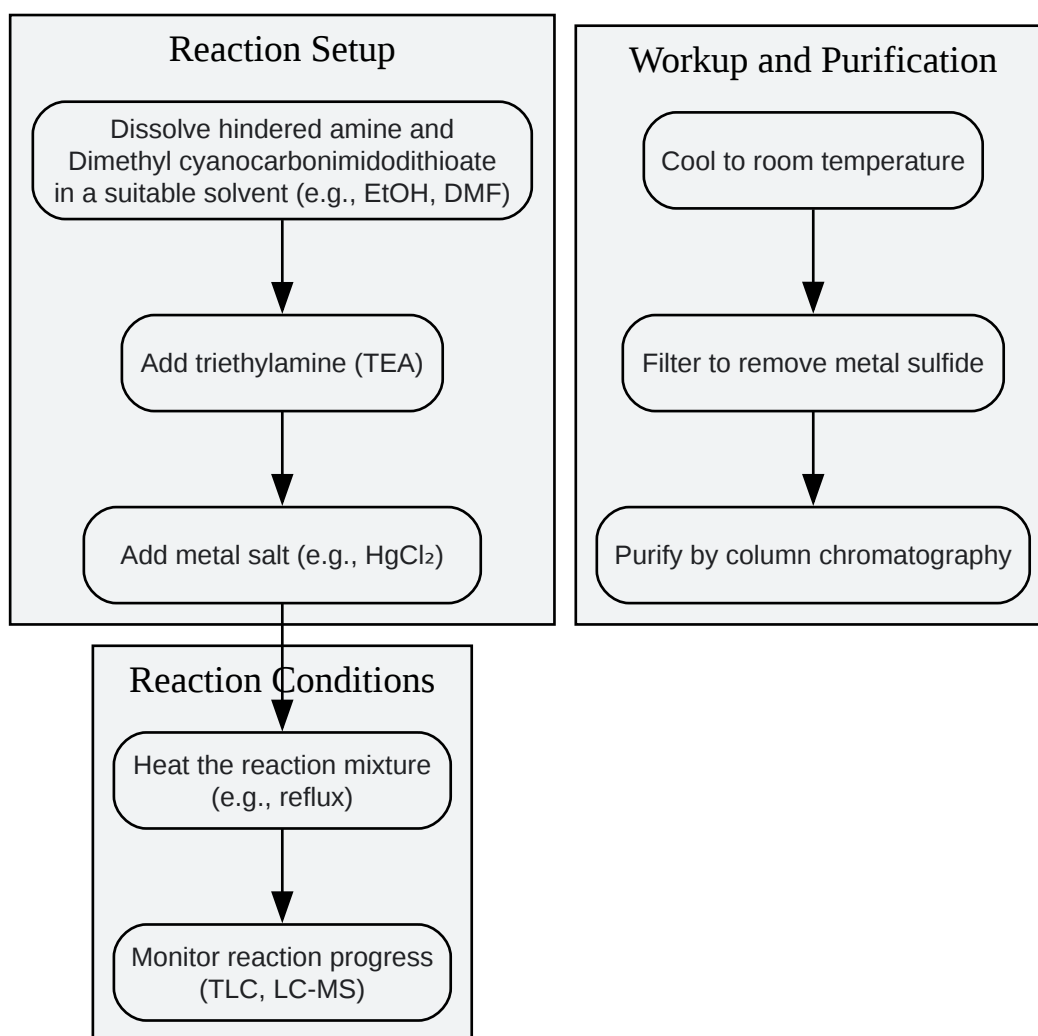 Reaction Setup
Dissolve hindered amine and
Dimethyl cyanocarbonimidodithioate
in a suitable solvent (e.g., EtOH, DMF)
Add triethylamine (TEA)
Add metal salt (e.g., HgCl₂)
Reaction Conditions
Heat the reaction mixture
(e.g., reflux)
Monitor reaction progress
(TLC, LC-MS)
Workup and Purification
Cool to room temperature
Filter to remove metal sulfide
Purify by column chromatography